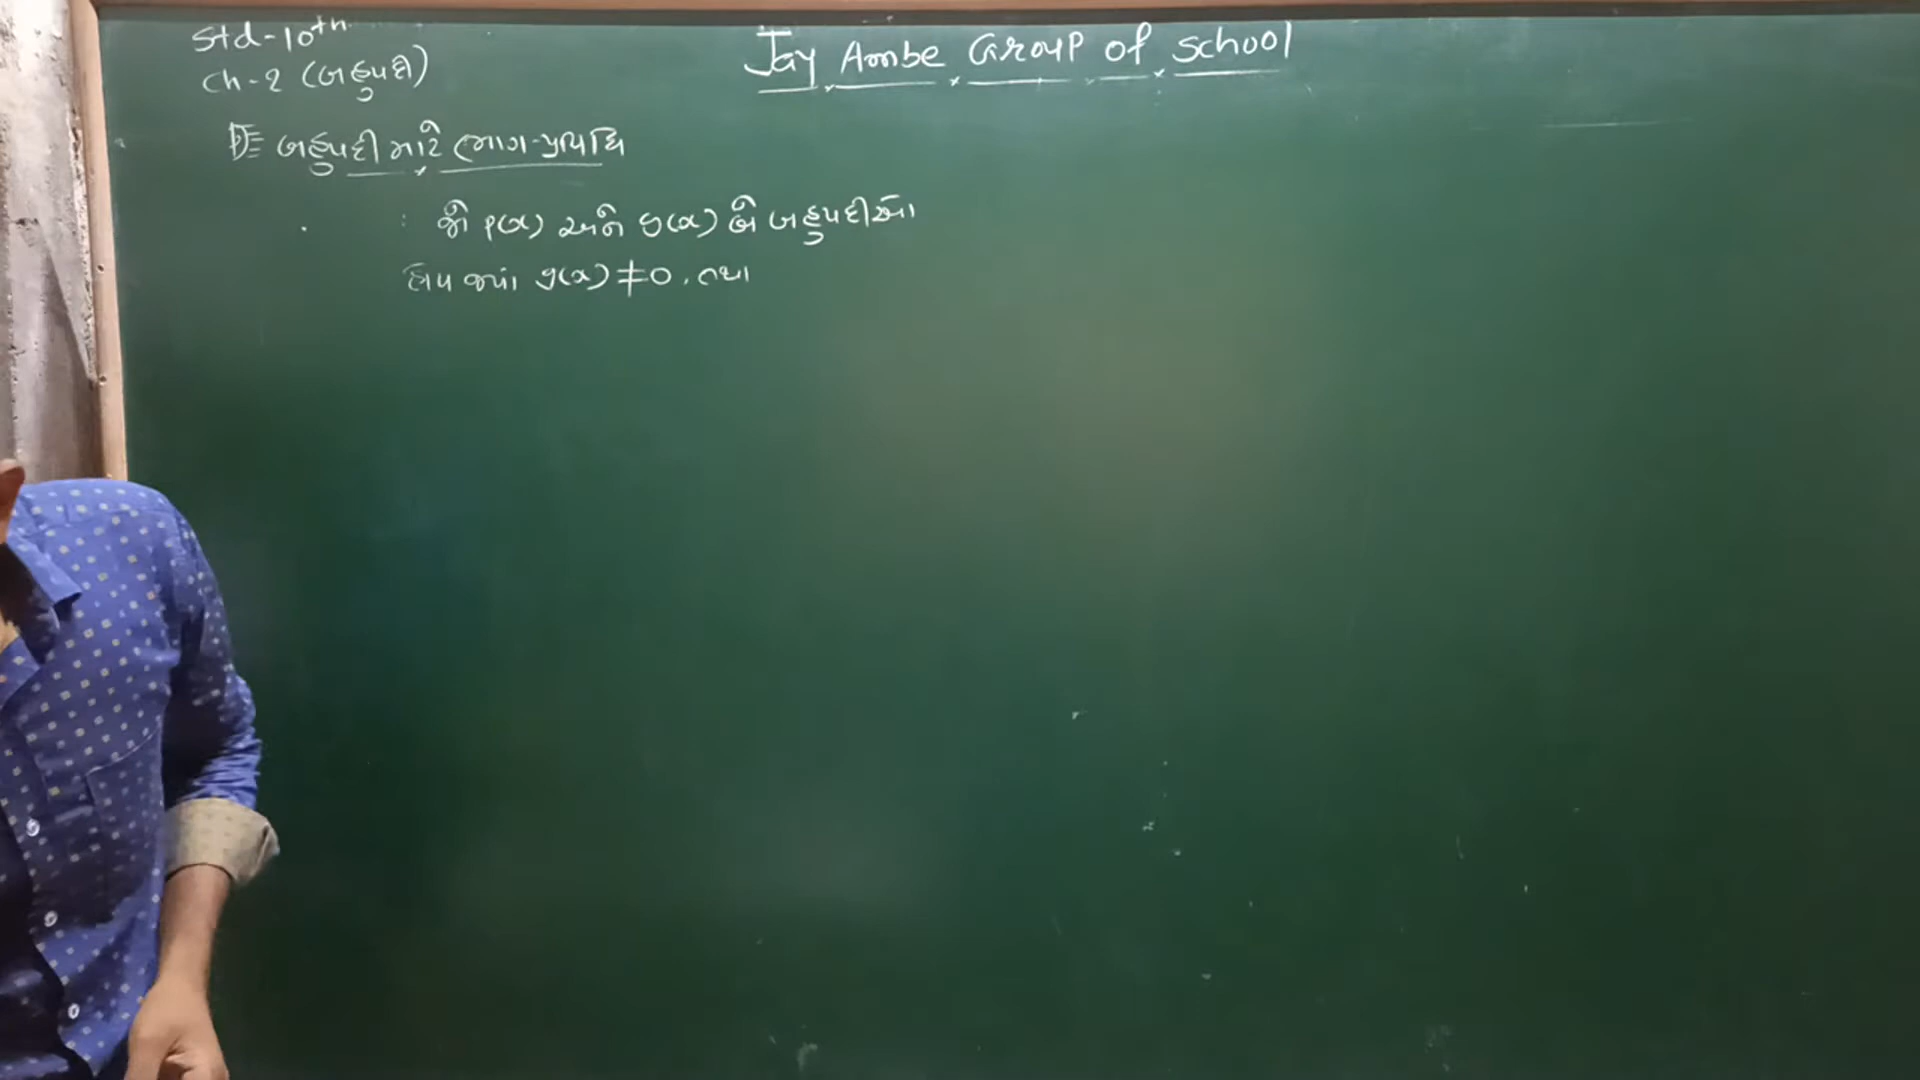 Std-10th
Jay Ambe Group of School
Ch-2 (બહુપદી)
બહુપદી માટે ભાગ-પ્રવિધિ
જો p(x) અને g(x) બે બહુપદીઓ
હોય જ્યાં g(x) ≠ 0, તથા